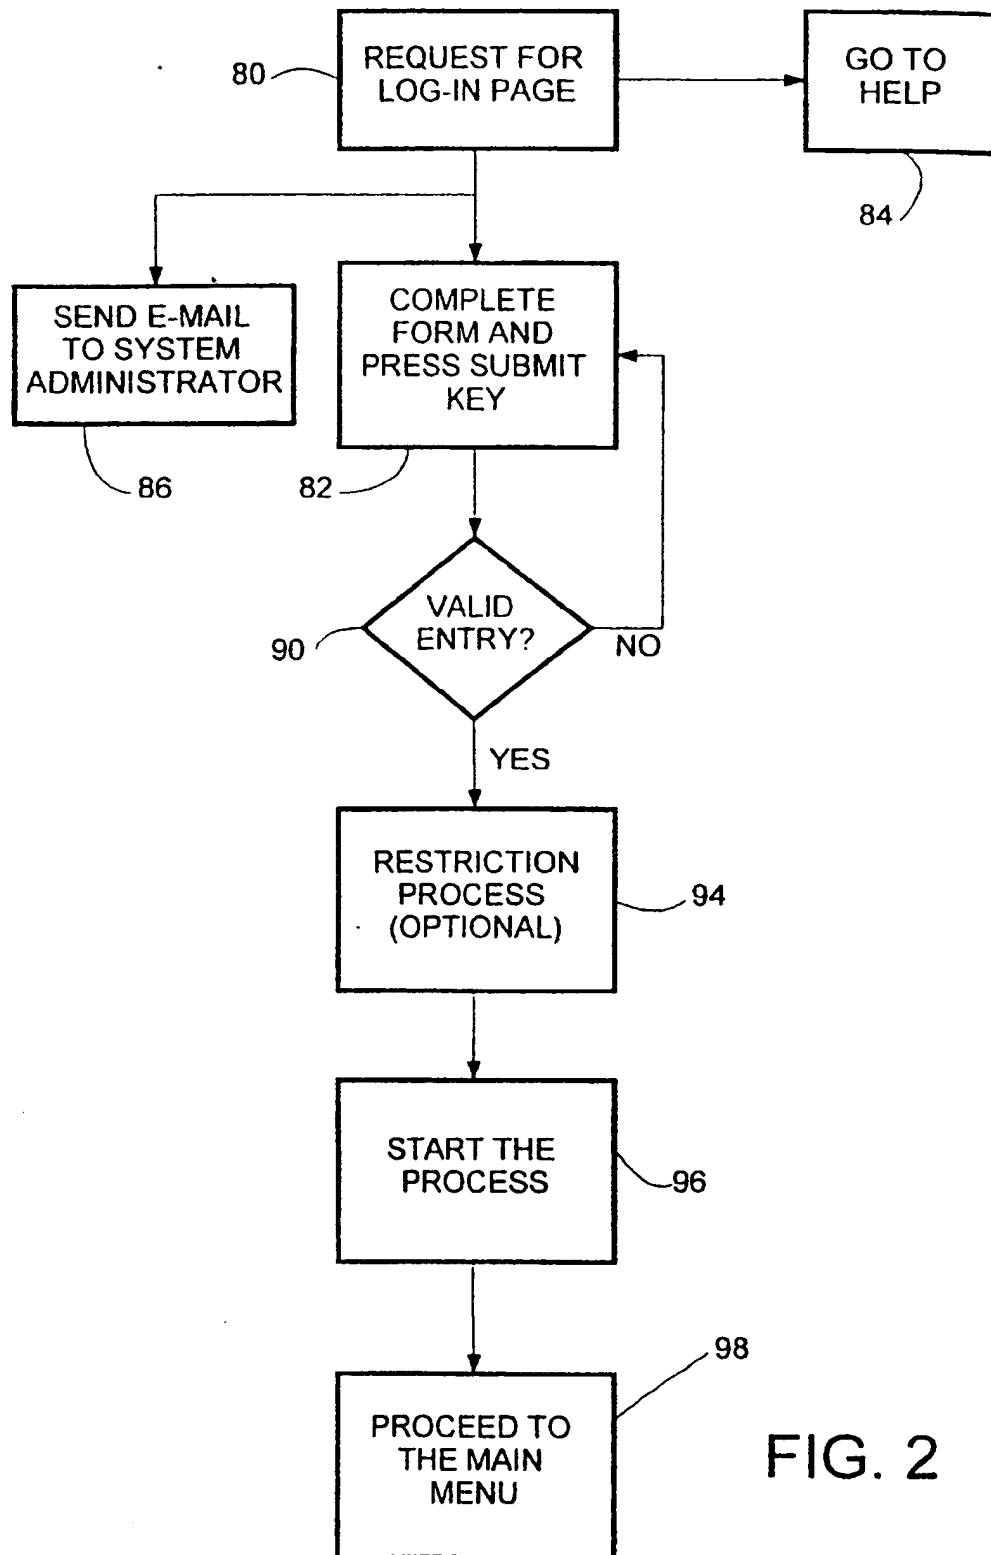 80
REQUEST FOR
LOG-IN PAGE
GO TO
HELP
84
SEND E-MAIL
TO SYSTEM
ADMINISTRATOR
86
COMPLETE
FORM AND
PRESS SUBMIT
KEY
82
VALID
ENTRY?
90
NO
YES
RESTRICTION
PROCESS
(OPTIONAL)
94
START THE
PROCESS
96
98
PROCEED TO
THE MAIN
MENU
FIG. 2